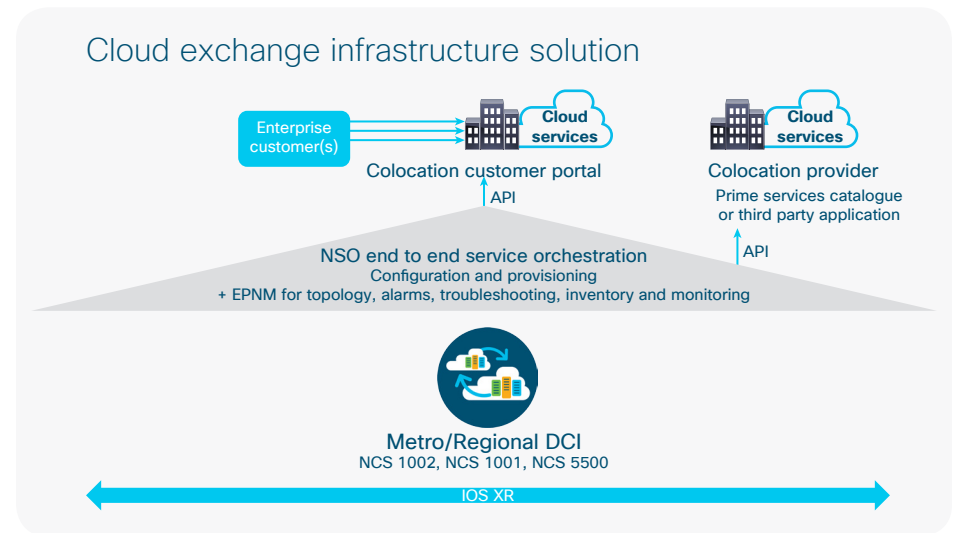 Cloud exchange infrastructure solution
Enterprise
customer(s)
Cloud
services
Colocation customer portal
API
Cloud
services
Colocation provider
Prime services catalogue
or third party application
API
NSO end to end service orchestration
Configuration and provisioning
+ EPNM for topology, alarms, troubleshooting, inventory and monitoring
Metro/Regional DCI
NCS 1002, NCS 1001, NCS 5500
IOS XR